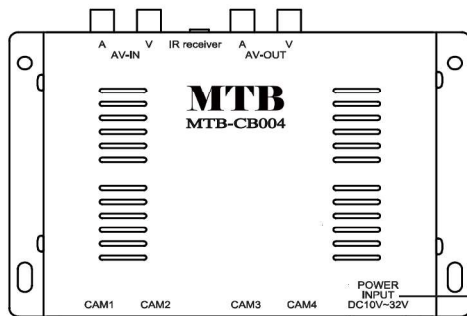 A V IR receiver A V
AV-IN AV-OUT
MTB
MTB-CB004
POWER
INPUT
CAM1 CAM2 CAM3 CAM4 DC10V~32V